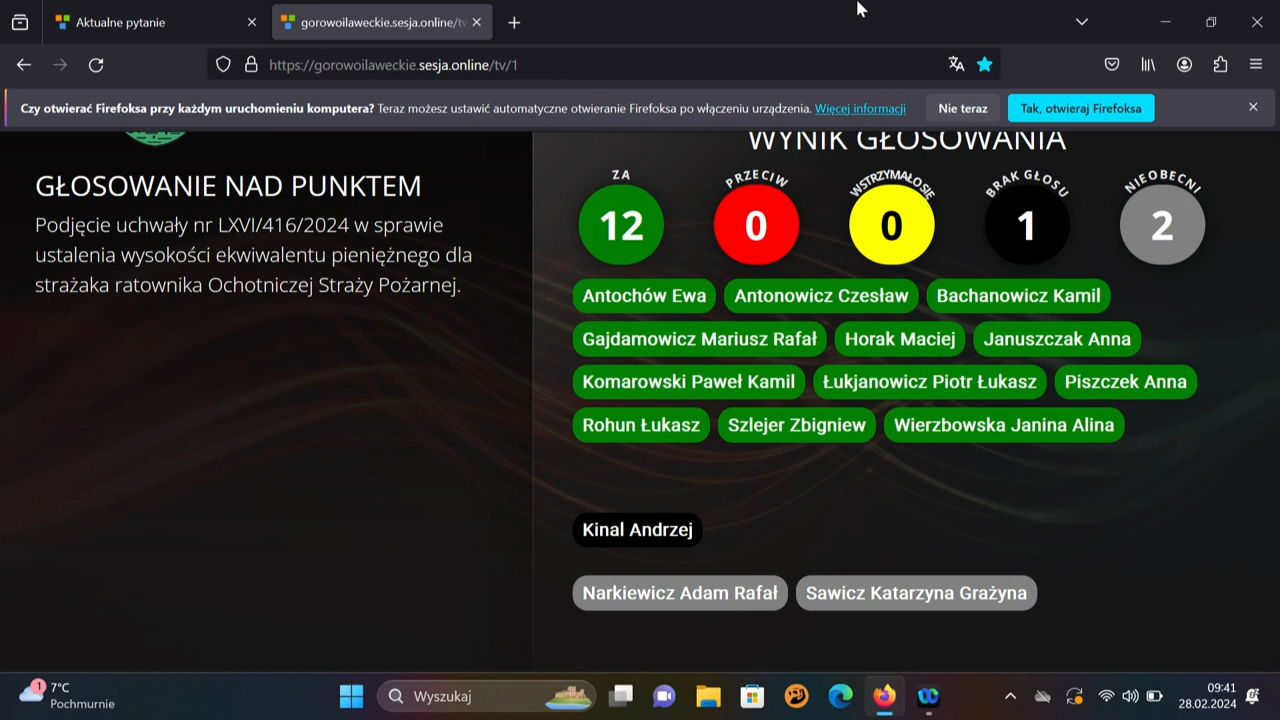 Aktualne pytanie
gorowoilaweckie.sesja.online/tv
https://gorowoilaweckie.sesja.online/tv/1
Czy otwierać Firefoksa przy każdym uruchomieniu komputera? Teraz możesz ustawić automatyczne otwieranie Firefoksa po włączeniu urządzenia. Więcej informacji
Nie teraz
Tak, otwieraj Firefoksa
GŁOSOWANIE NAD PUNKTEM
Podjęcie uchwały nr LXVI/416/2024 w sprawie
ustalenia wysokości ekwiwalentu pieniężnego dla
strażaka ratownika Ochotniczej Straży Pożarnej.
WYNIK GŁOSOWANIA
ZA PRZECIW WSTRZYMAŁO SIĘ BRAK GŁOSU NIEOBECNI
12 0 0 1 2
Antochów Ewa Antonowicz Czesław Bachanowicz Kamil
Gajdamowicz Mariusz Rafał Horak Maciej Januszczak Anna
Komarowski Paweł Kamil Łukjanowicz Piotr Łukasz Piszczek Anna
Rohun Łukasz Szlejer Zbigniew Wierzbowska Janina Alina
Kinal Andrzej
Narkiewicz Adam Rafał Sawicz Katarzyna Grażyna
1
7°C
Pochmurnie
Wyszukaj
09:41
28.02.2024